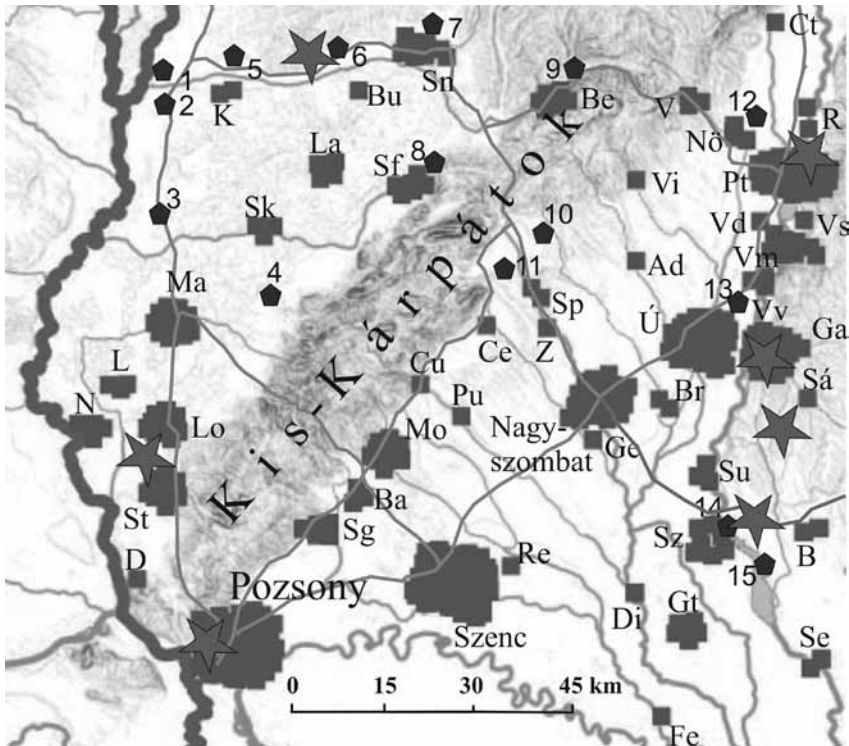 Ct
7
5
6
1
Sn
9
2
K
Bu
Be
V
12
Nö
R
La
Sf
8
Pt
Vi
3
Sk
10
Vd
Vs
4
11
Ad
Vm
Ma
Sp
13
Ú
Vv
Ga
Ce
Z
L
Cu
Pu
Br
Sá
N
Lo
Mo
Nagy-
szombat
Ge
Kis-Kárpátok
Su
St
Ba
14
Sg
Sz
B
D
15
Pozsony
Re
Szenc
Di
Gt
Se
0 15 30 45 km
Fe